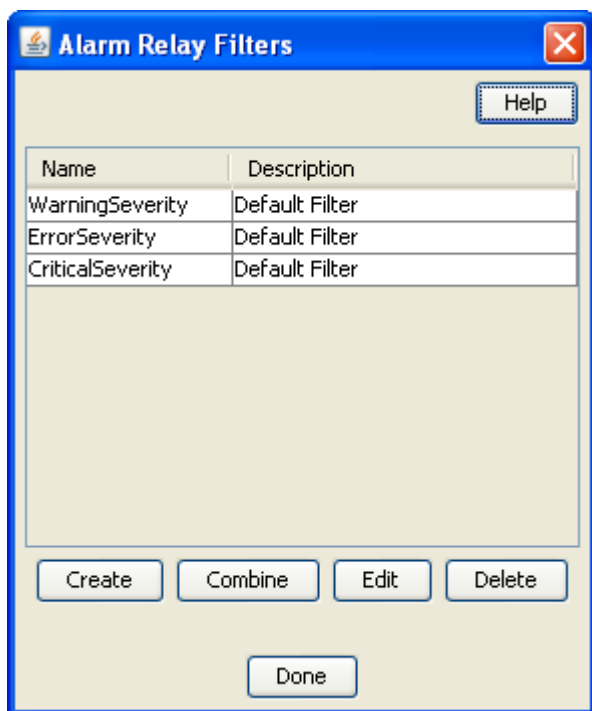 Alarm Relay Filters
Help
Name Description
WarningSeverity Default Filter
ErrorSeverity Default Filter
CriticalSeverity Default Filter
Create Combine Edit Delete
Done